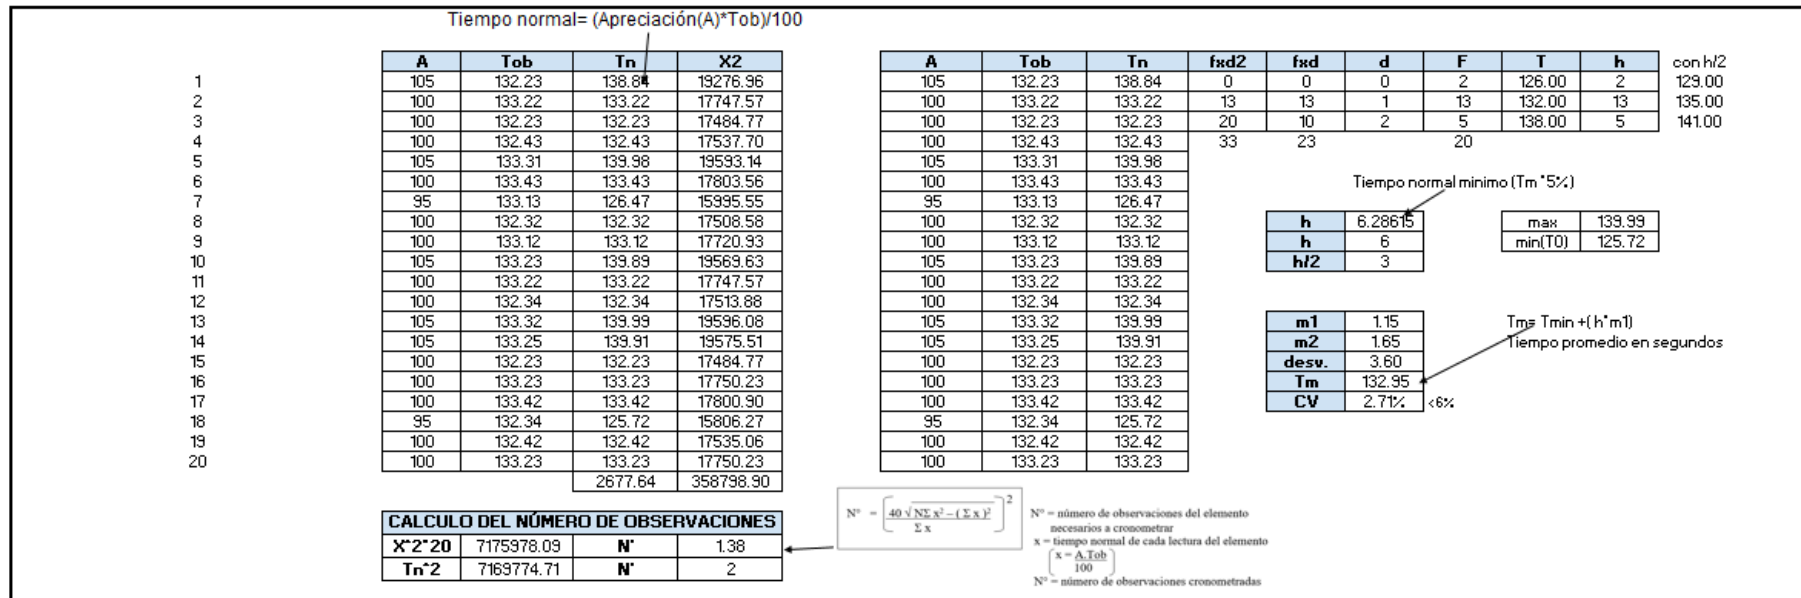 Tiempo normal= (Apreciación(A)*Tob)/100
A Tob Tn X2
1 105 132.23 138.84 19276.96
2 100 133.22 133.22 17747.57
3 100 132.23 132.23 17484.77
4 100 132.43 132.43 17537.70
5 105 133.31 139.98 19593.14
6 100 133.43 133.43 17803.56
7 95 133.13 126.47 15995.55
8 100 132.32 132.32 17508.58
9 100 133.12 133.12 17720.93
10 105 133.23 139.89 19569.63
11 100 133.22 133.22 17747.57
12 100 132.34 132.34 17513.88
13 105 133.32 139.99 19596.08
14 105 133.25 139.91 19575.51
15 100 132.23 132.23 17484.77
16 100 133.23 133.23 17750.23
17 100 133.42 133.42 17800.90
18 95 132.34 125.72 15806.27
19 100 132.42 132.42 17535.06
20 100 133.23 133.23 17750.23
2677.64 358798.90
CALCULO DEL NÚMERO DE OBSERVACIONES
X^2*20 7175978.09 N° 1.38
Tn^2 7169774.71 N° 2
A Tob Tn fxd2 fxd d F T h con h/2
105 132.23 138.84 0 0 0 2 126.00 2 129.00
100 133.22 133.22 13 13 1 13 132.00 13 135.00
100 132.23 132.23 20 10 2 5 138.00 5 141.00
100 132.43 132.43 33 23 20
105 133.31 139.98
100 133.43 133.43
95 133.13 126.47
100 132.32 132.32
100 133.12 133.12
105 133.23 139.89
100 133.22 133.22
100 132.34 132.34
105 133.32 139.99
105 133.25 139.91
100 132.23 132.23
100 133.23 133.23
100 133.42 133.42
95 132.34 125.72
100 132.42 132.42
100 133.23 133.23
Tiempo normal minimo (Tm *5%)
h 6.28615
h 6
h/2 3
max 139.99
min(T0) 125.72
m1 1.15
m2 1.65
desv. 3.60
Tm 132.95
CV 2.71% <6%
Tm= Tmin +( h*m1)
Tiempo promedio en segundos
N° = ( 40 √ NΣ x² – ( Σ x )² / Σ x )²
N° = número de observaciones del elemento
necesarios a cronometrar
x = tiempo normal de cada lectura del elemento
( x = A.Tob / 100 )
N° = número de observaciones cronometradas